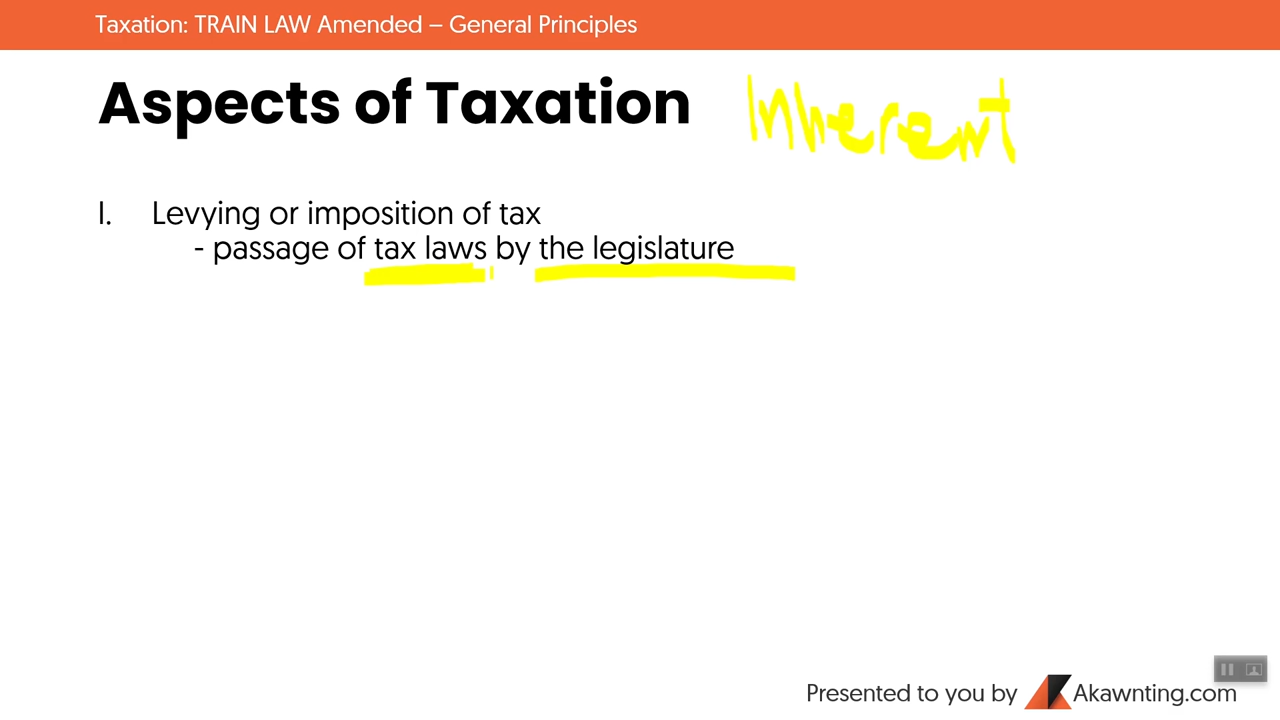 Taxation: TRAIN LAW Amended – General Principles
Aspects of Taxation Inherent
I. Levying or imposition of tax
- passage of tax laws by the legislature
Presented to you by Akawnting.com